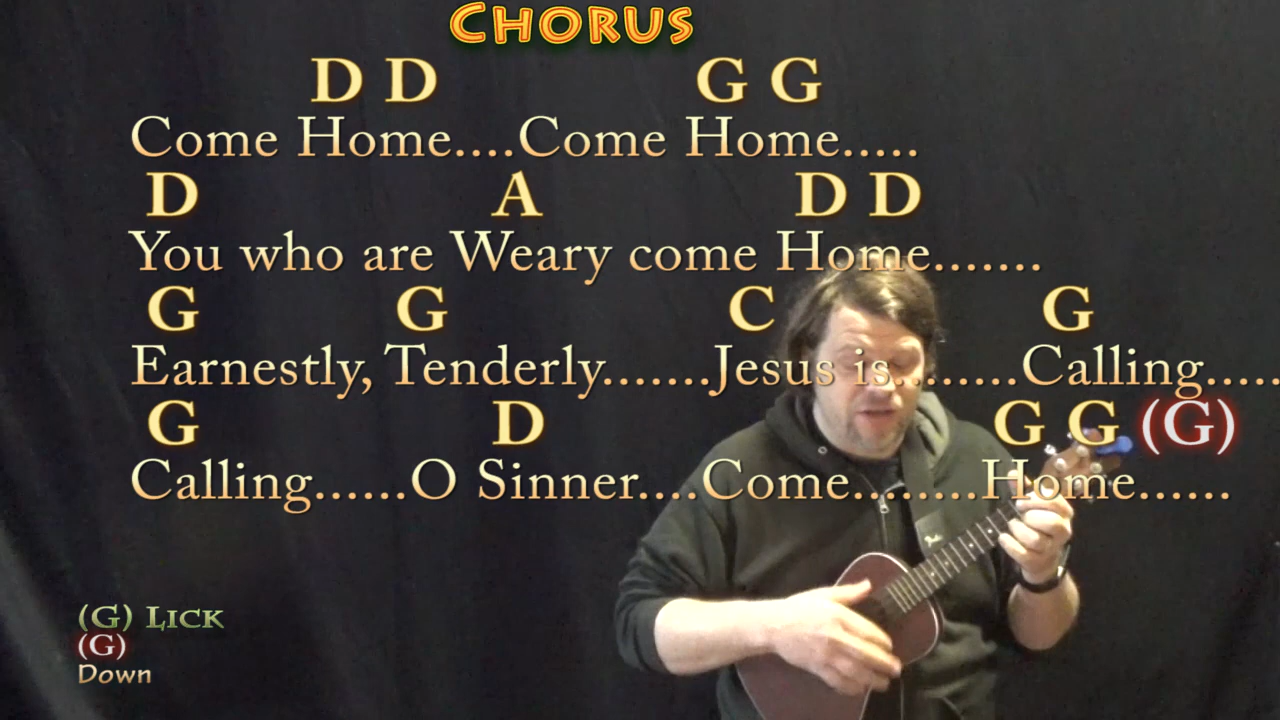 CHORUS
D D G G
Come Home....Come Home.....
D A D D
You who are Weary come Home.......
G G C G
Earnestly, Tenderly.......Jesus is........Calling.....
G D G G (G)
Calling......O Sinner....Come........Home......
(G) LICK
(G)
Down